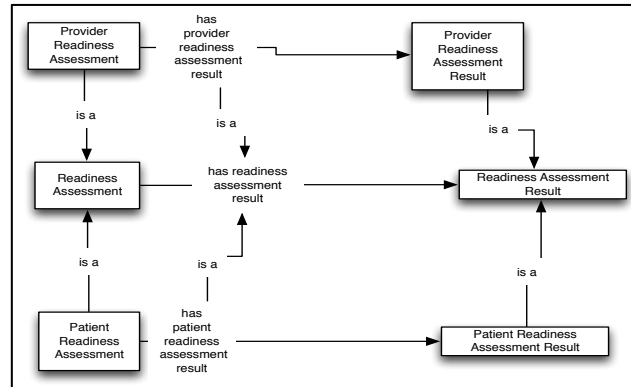 Provider
Readiness
Assessment
has
provider
readiness
assessment
result
Provider
Readiness
Assessment
Result
is a
is a
is a
Readiness
Assessment
has readiness
assessment
result
Readiness Assessment
Result
is a
is a
is a
Patient
Readiness
Assessment
has
patient
readiness
assessment
result
Patient Readiness
Assessment Result